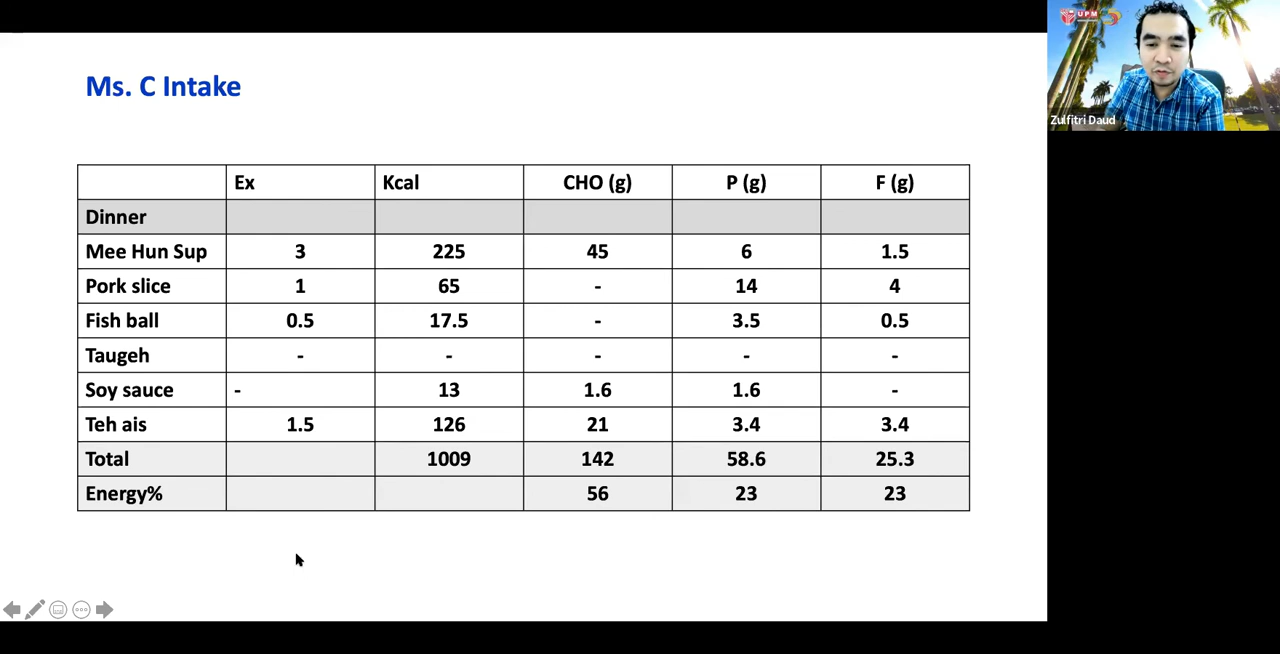 UPM
Zulfitri Daud
Ms. C Intake
Ex Kcal CHO (g) P (g) F (g)
Dinner
Mee Hun Sup 3 225 45 6 1.5
Pork slice 1 65 - 14 4
Fish ball 0.5 17.5 - 3.5 0.5
Taugeh - - - - -
Soy sauce - 13 1.6 1.6 -
Teh ais 1.5 126 21 3.4 3.4
Total 1009 142 58.6 25.3
Energy% 56 23 23